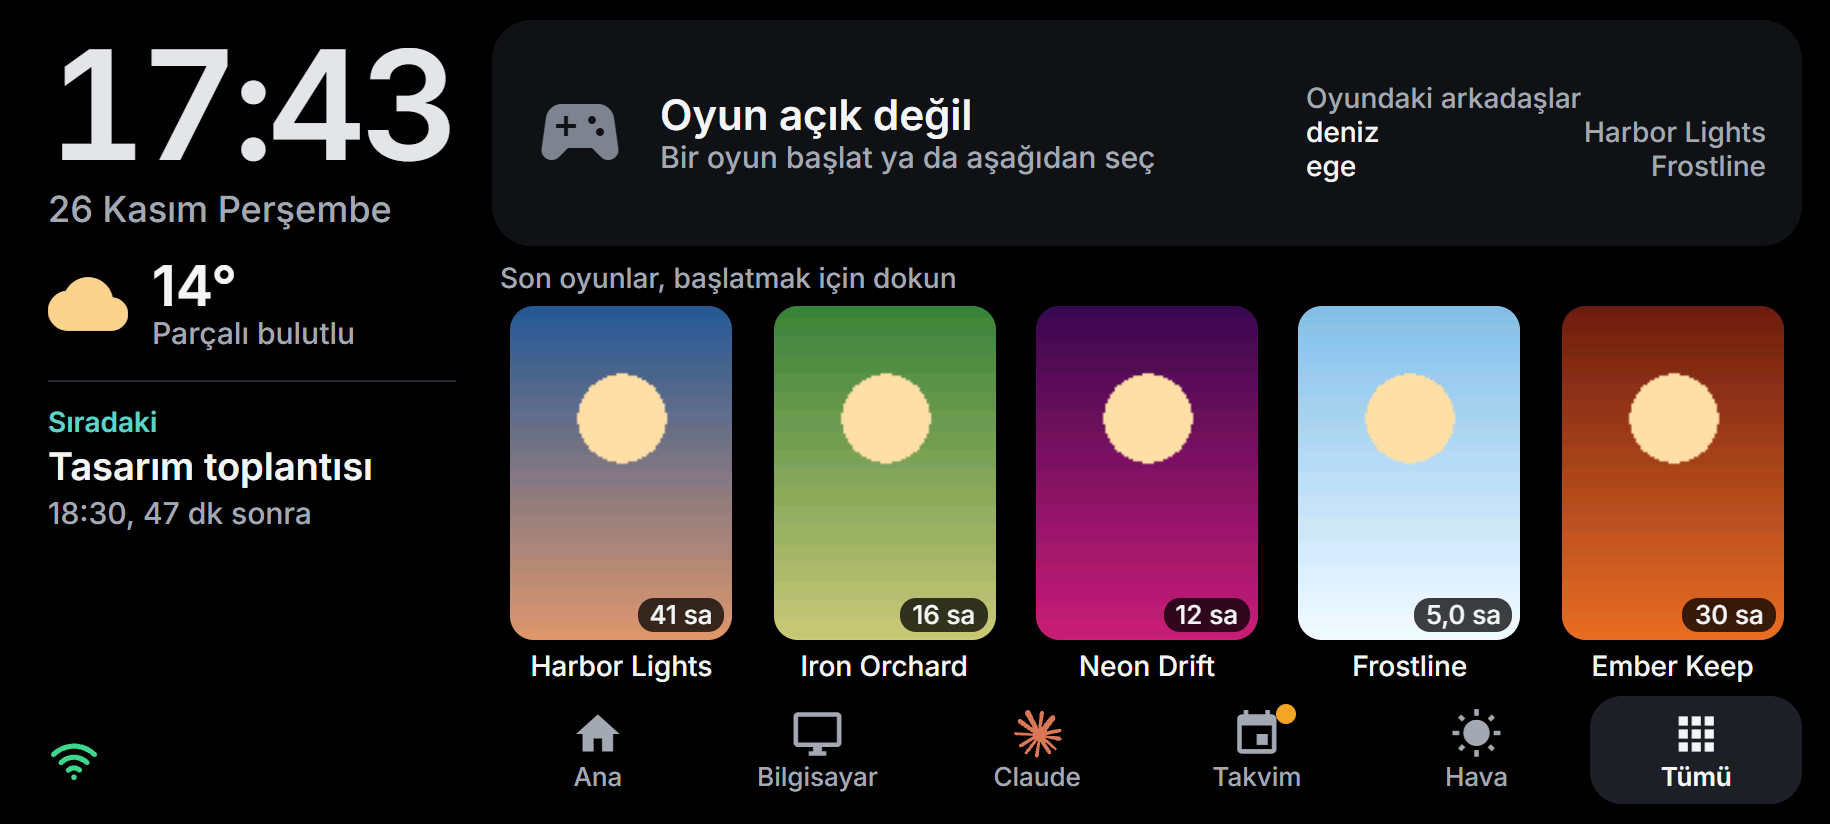 17:43
26 Kasım Perşembe
14°
Parçalı bulutlu
Sıradaki
Tasarım toplantısı
18:30, 47 dk sonra
Oyun açık değil
Bir oyun başlat ya da aşağıdan seç
Oyundaki arkadaşlar
deniz Harbor Lights
ege Frostline
Son oyunlar, başlatmak için dokun
41 sa 16 sa 12 sa 5,0 sa 30 sa
Harbor Lights Iron Orchard Neon Drift Frostline Ember Keep
Ana Bilgisayar Claude Takvim Hava Tümü